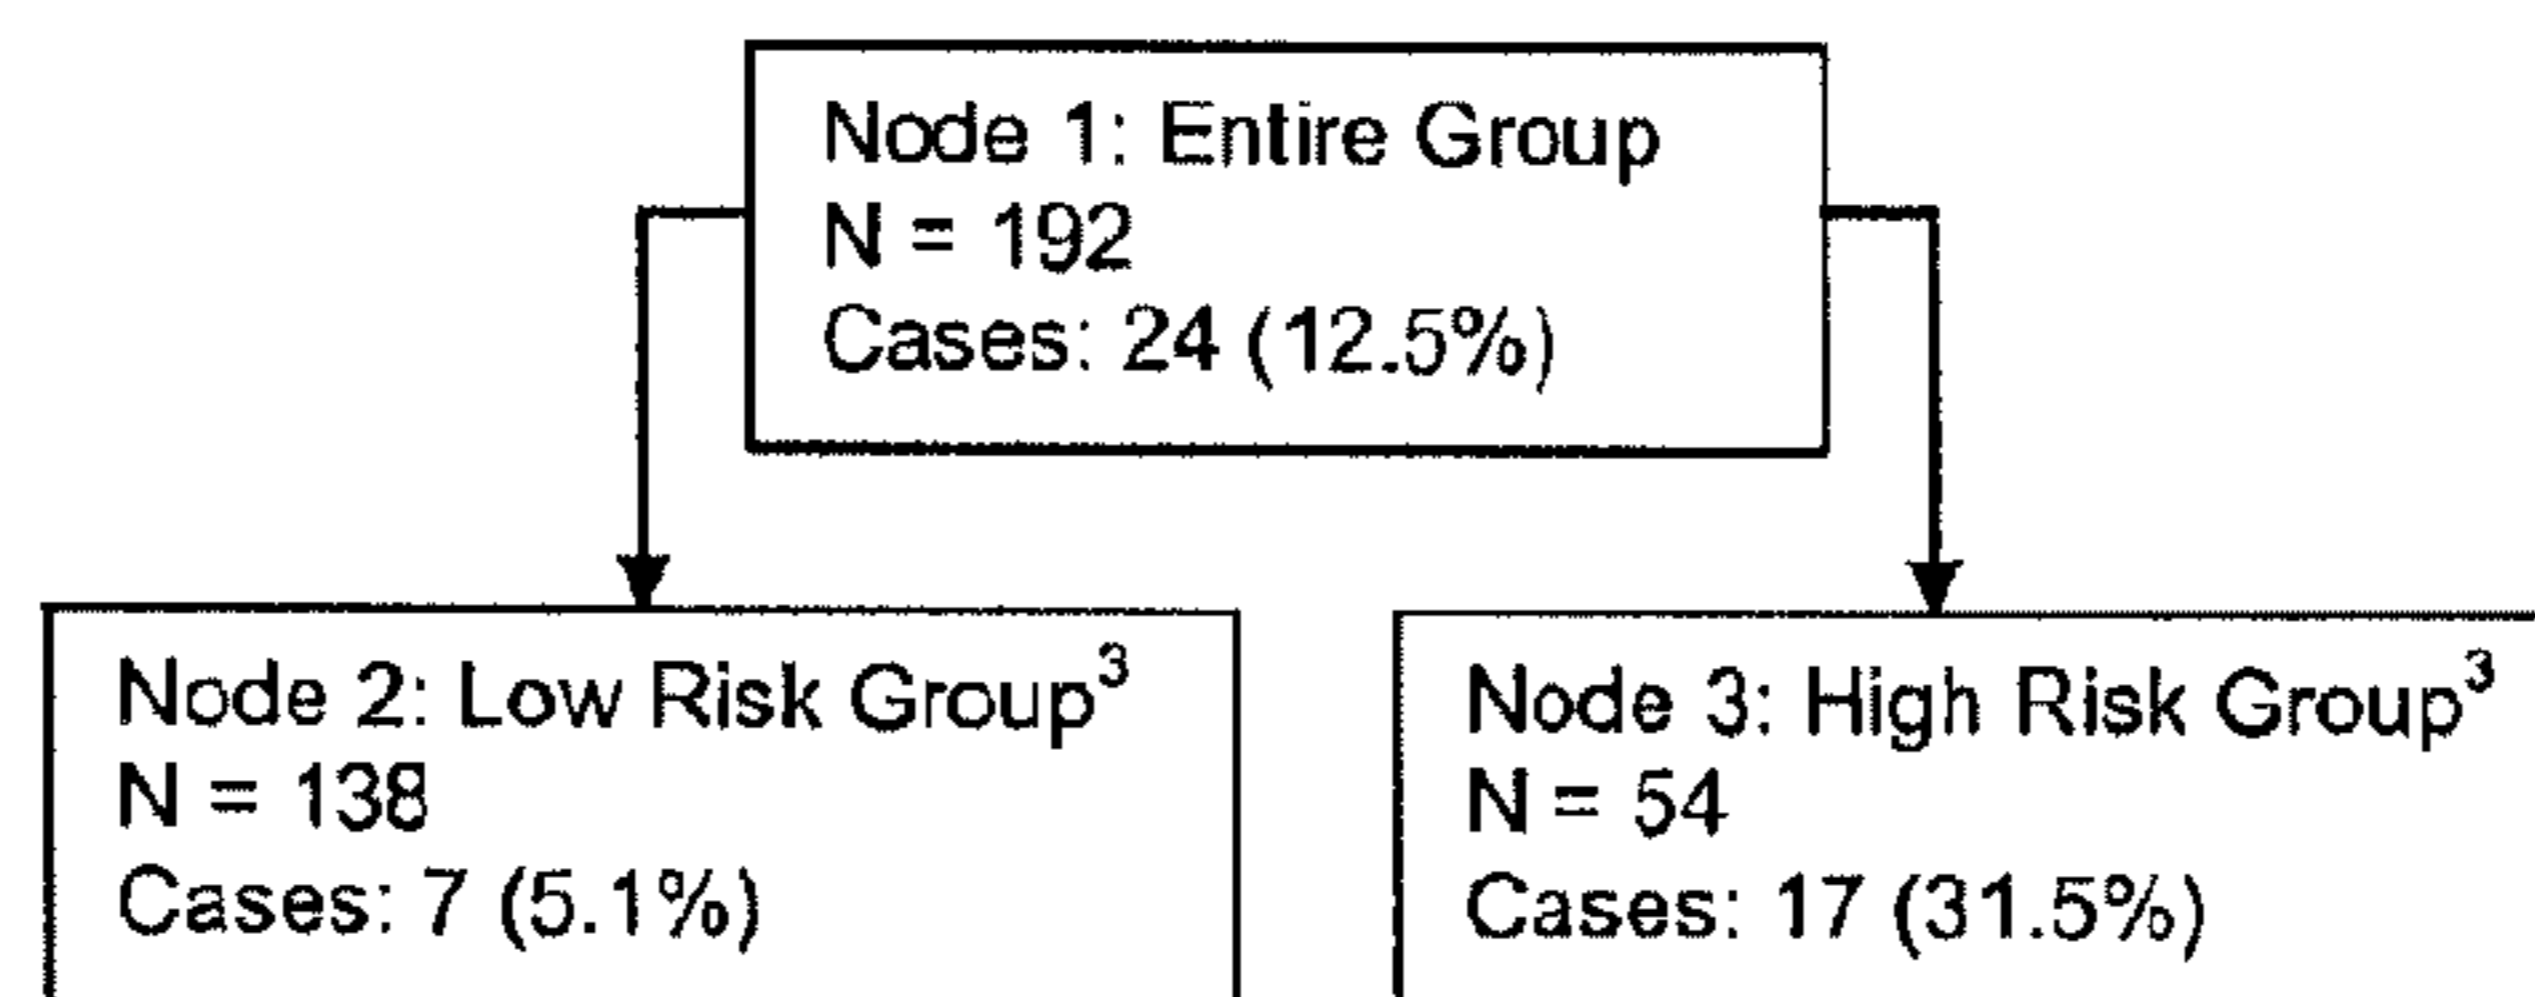 Node 1: Entire Group
N = 192
Cases: 24 (12.5%)
Node 2: Low Risk Group³
N = 138
Cases: 7 (5.1%)
Node 3: High Risk Group³
N = 54
Cases: 17 (31.5%)